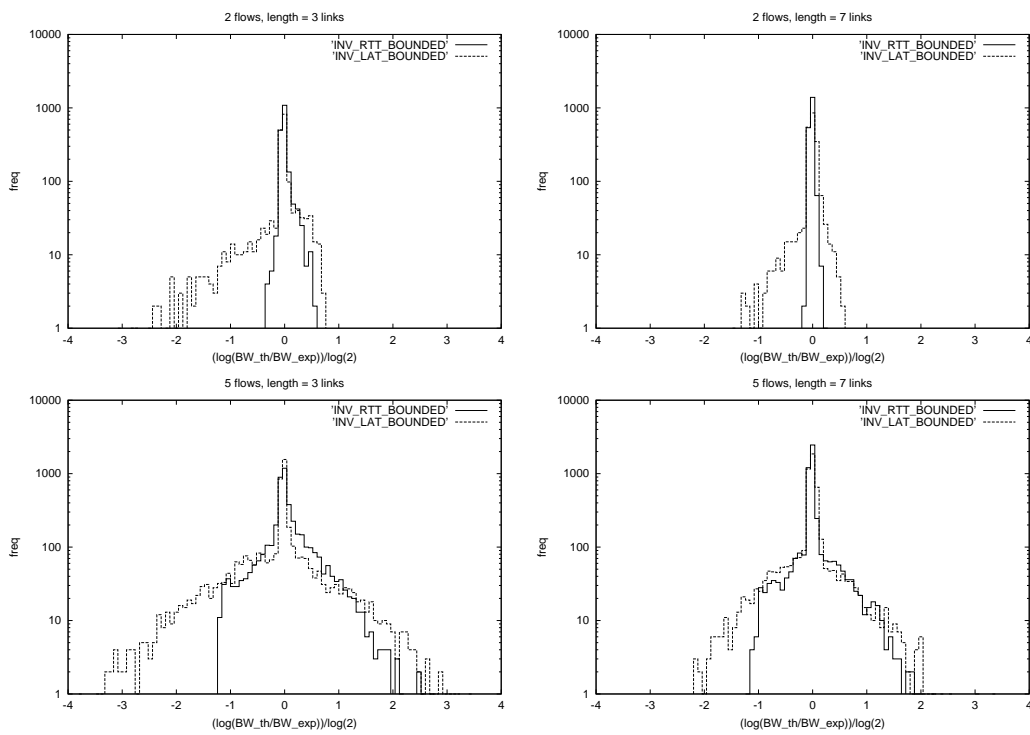 2 flows, length = 3 links
10000
'INV_RTT_BOUNDED'
'INV_LAT_BOUNDED'
1000
freq
100
10
1
-4 -3 -2 -1 0 1 2 3 4
(log(BW_th/BW_exp))/log(2)
2 flows, length = 7 links
10000
'INV_RTT_BOUNDED'
'INV_LAT_BOUNDED'
1000
freq
100
10
1
-4 -3 -2 -1 0 1 2 3 4
(log(BW_th/BW_exp))/log(2)
5 flows, length = 3 links
10000
'INV_RTT_BOUNDED'
'INV_LAT_BOUNDED'
1000
freq
100
10
1
-4 -3 -2 -1 0 1 2 3 4
(log(BW_th/BW_exp))/log(2)
5 flows, length = 7 links
10000
'INV_RTT_BOUNDED'
'INV_LAT_BOUNDED'
1000
freq
100
10
1
-4 -3 -2 -1 0 1 2 3 4
(log(BW_th/BW_exp))/log(2)